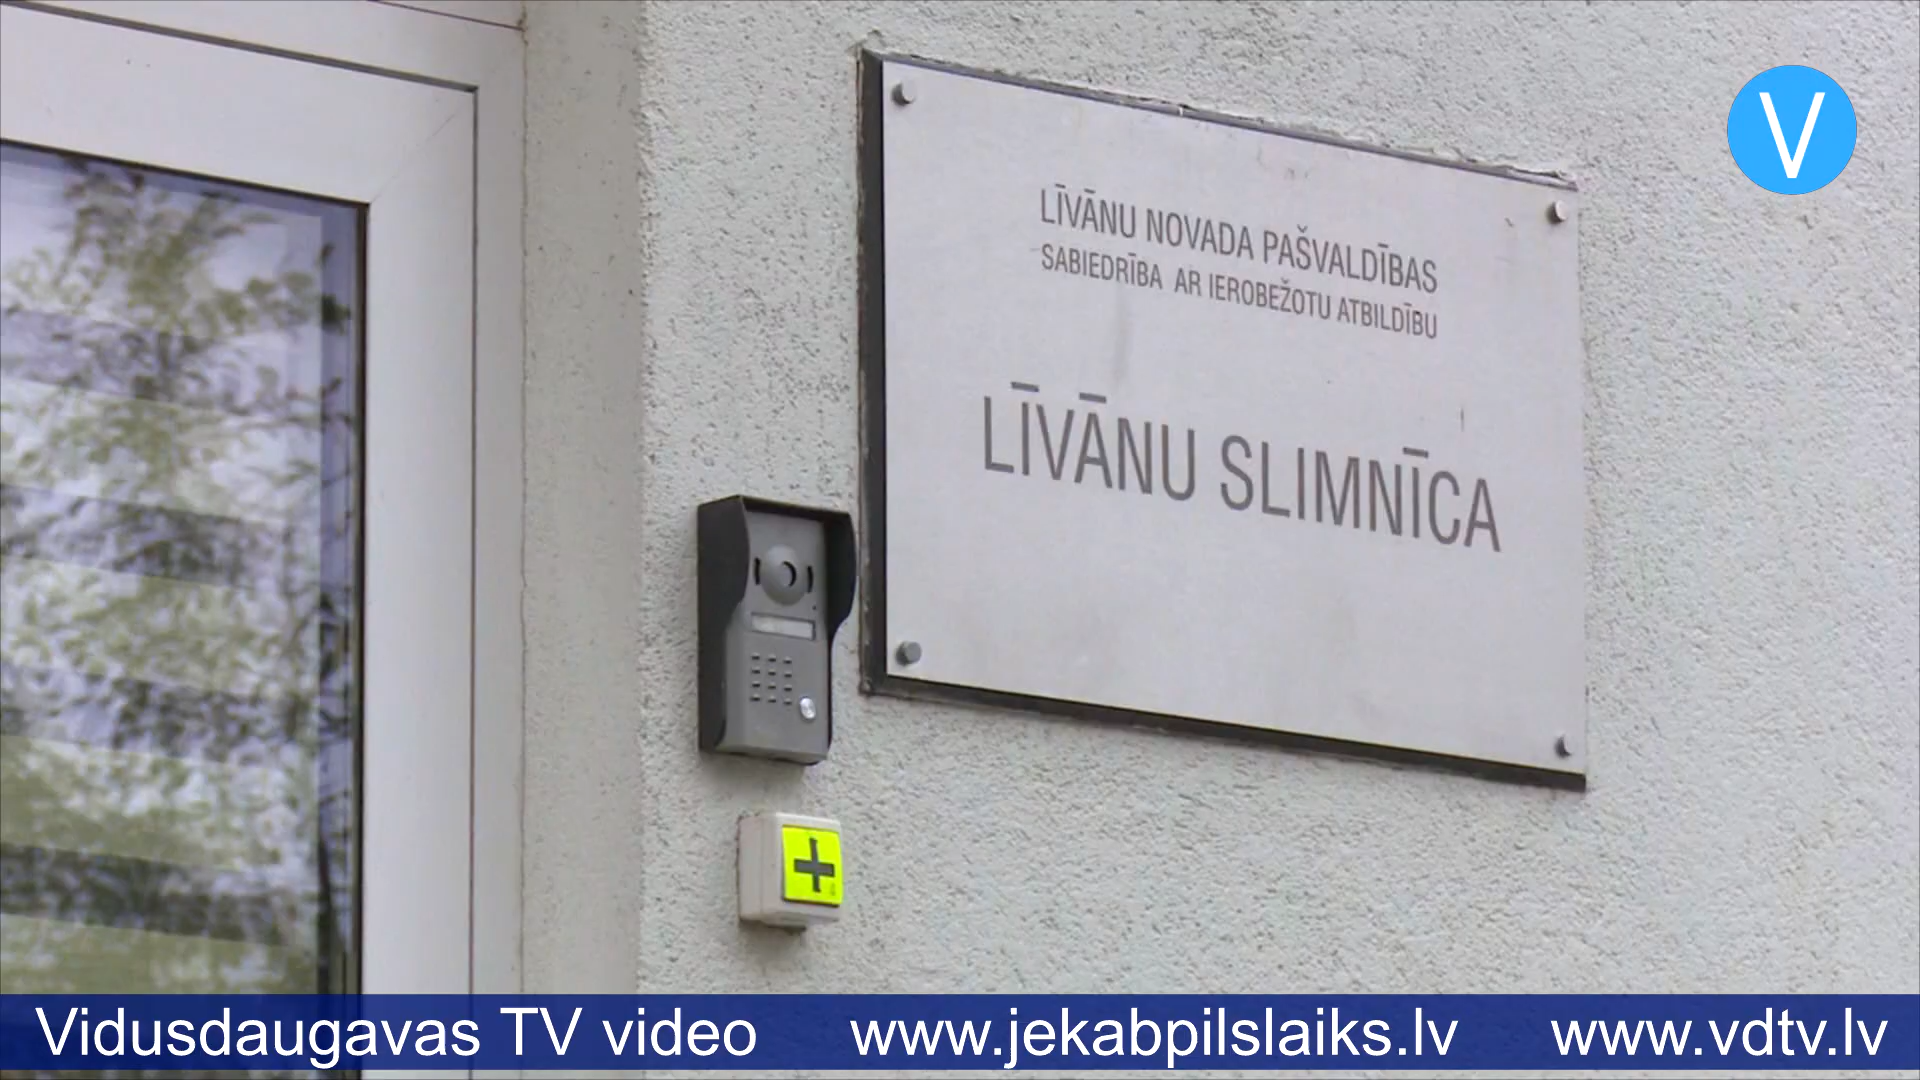 V
LĪVĀNU NOVADA PAŠVALDĪBAS
SABIEDRĪBA AR IEROBEŽOTU ATBILDĪBU
LĪVĀNU SLIMNĪCA
Vidusdaugavas TV video www.jekabpilslaiks.lv www.vdtv.lv